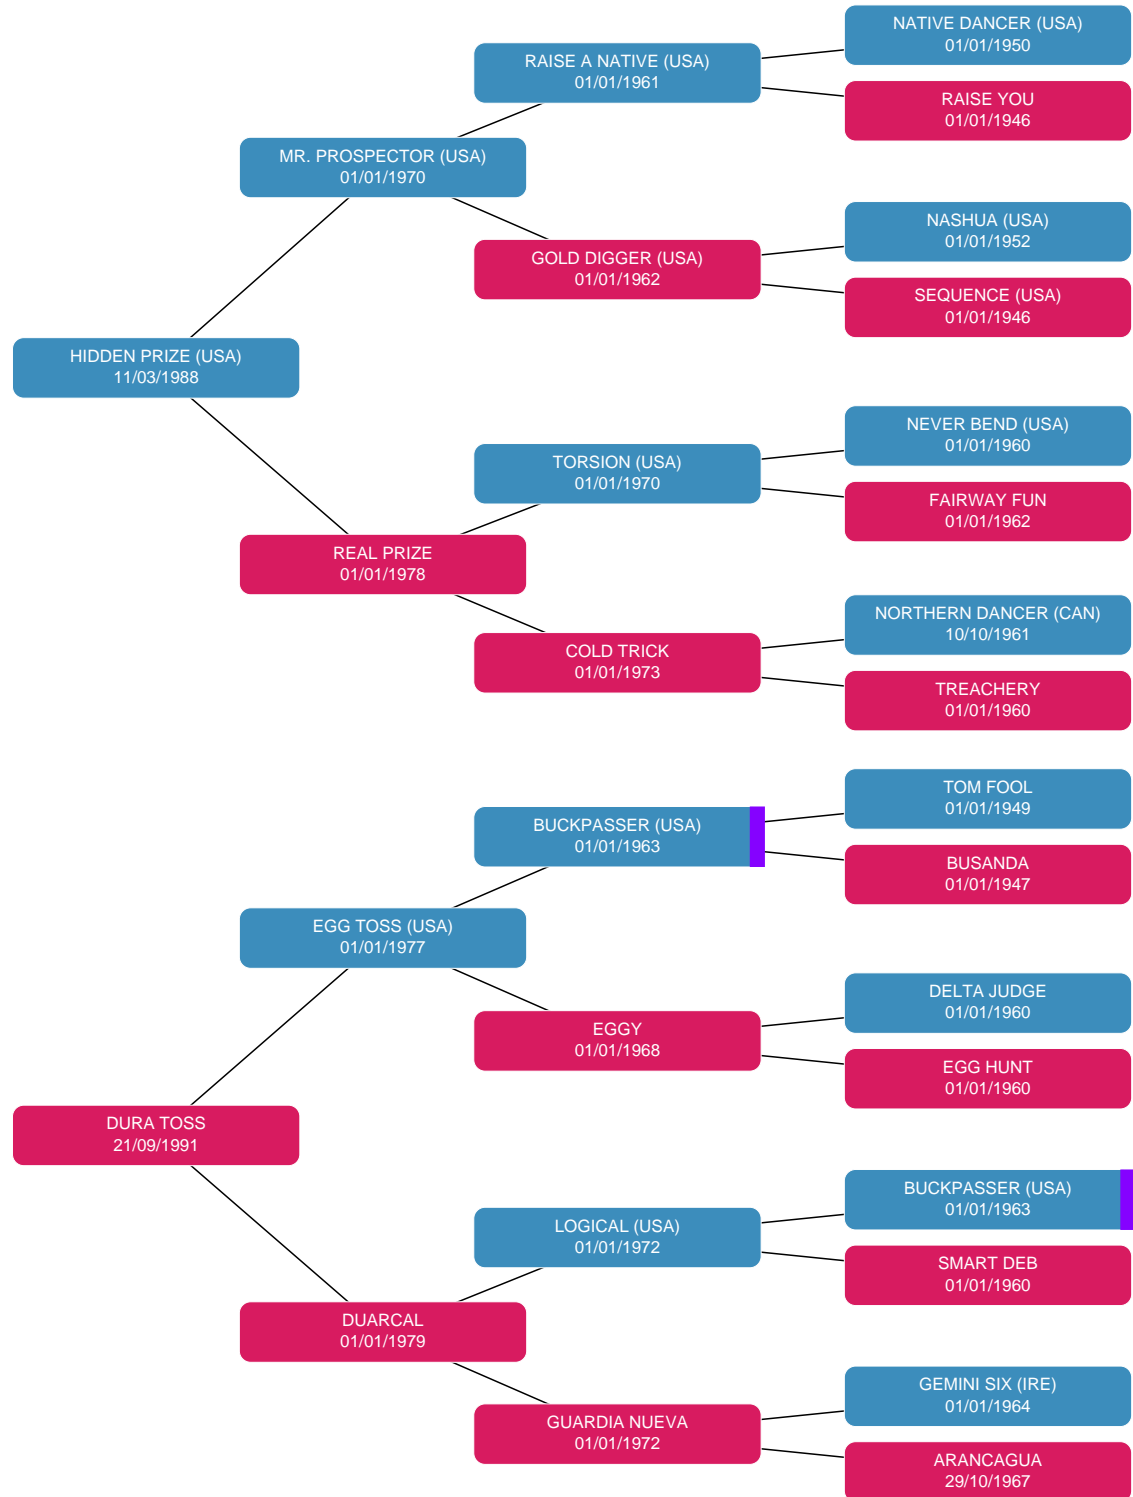 NATIVE DANCER (USA)
01/01/1950
RAISE A NATIVE (USA)
01/01/1961
RAISE YOU
01/01/1946
MR. PROSPECTOR (USA)
01/01/1970
NASHUA (USA)
01/01/1952
GOLD DIGGER (USA)
01/01/1962
SEQUENCE (USA)
01/01/1946
HIDDEN PRIZE (USA)
11/03/1988
NEVER BEND (USA)
01/01/1960
TORSION (USA)
01/01/1970
FAIRWAY FUN
01/01/1962
REAL PRIZE
01/01/1978
NORTHERN DANCER (CAN)
10/10/1961
COLD TRICK
01/01/1973
TREACHERY
01/01/1960
TOM FOOL
01/01/1949
BUCKPASSER (USA)
01/01/1963
BUSANDA
01/01/1947
EGG TOSS (USA)
01/01/1977
DELTA JUDGE
01/01/1960
EGGY
01/01/1968
EGG HUNT
01/01/1960
DURA TOSS
21/09/1991
BUCKPASSER (USA)
01/01/1963
LOGICAL (USA)
01/01/1972
SMART DEB
01/01/1960
DUARCAL
01/01/1979
GEMINI SIX (IRE)
01/01/1964
GUARDIA NUEVA
01/01/1972
ARANCAGUA
29/10/1967